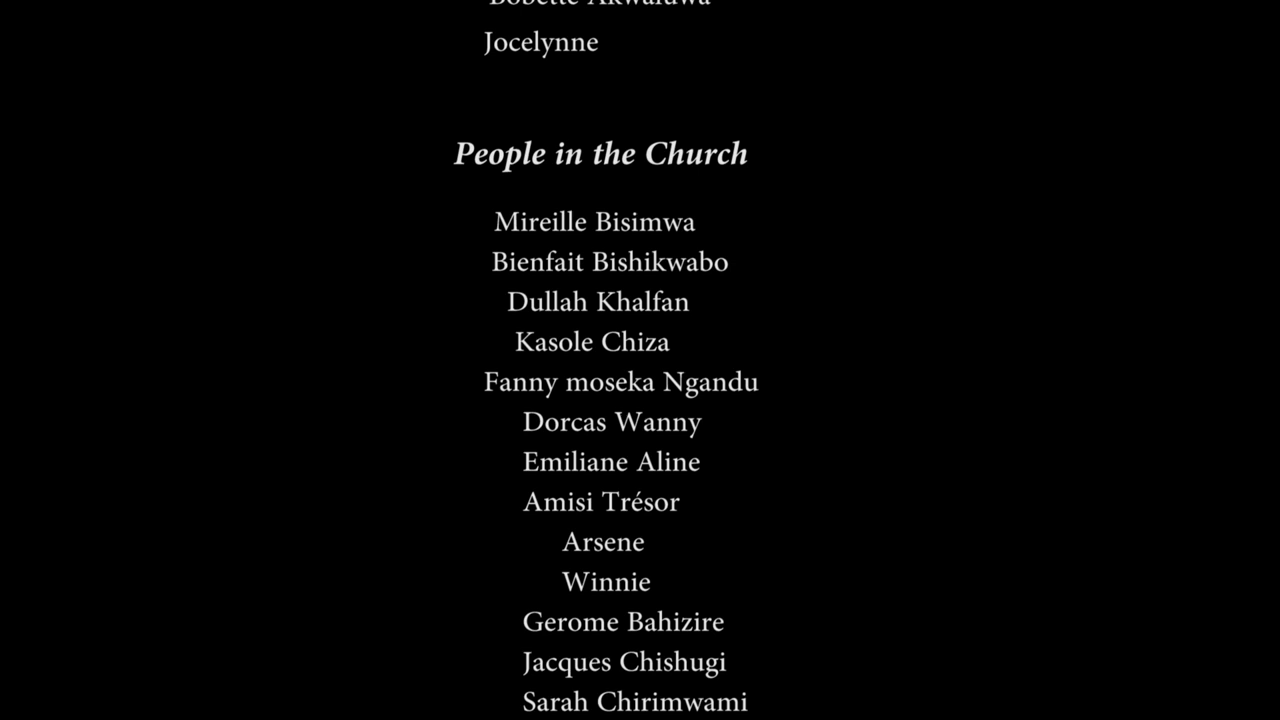 Jocelynne
People in the Church
Mireille Bisimwa
Bienfait Bishikwabo
Dullah Khalfan
Kasole Chiza
Fanny moseka Ngandu
Dorcas Wanny
Emiliane Aline
Amisi Trésor
Arsene
Winnie
Gerome Bahizire
Jacques Chishugi
Sarah Chirimwami